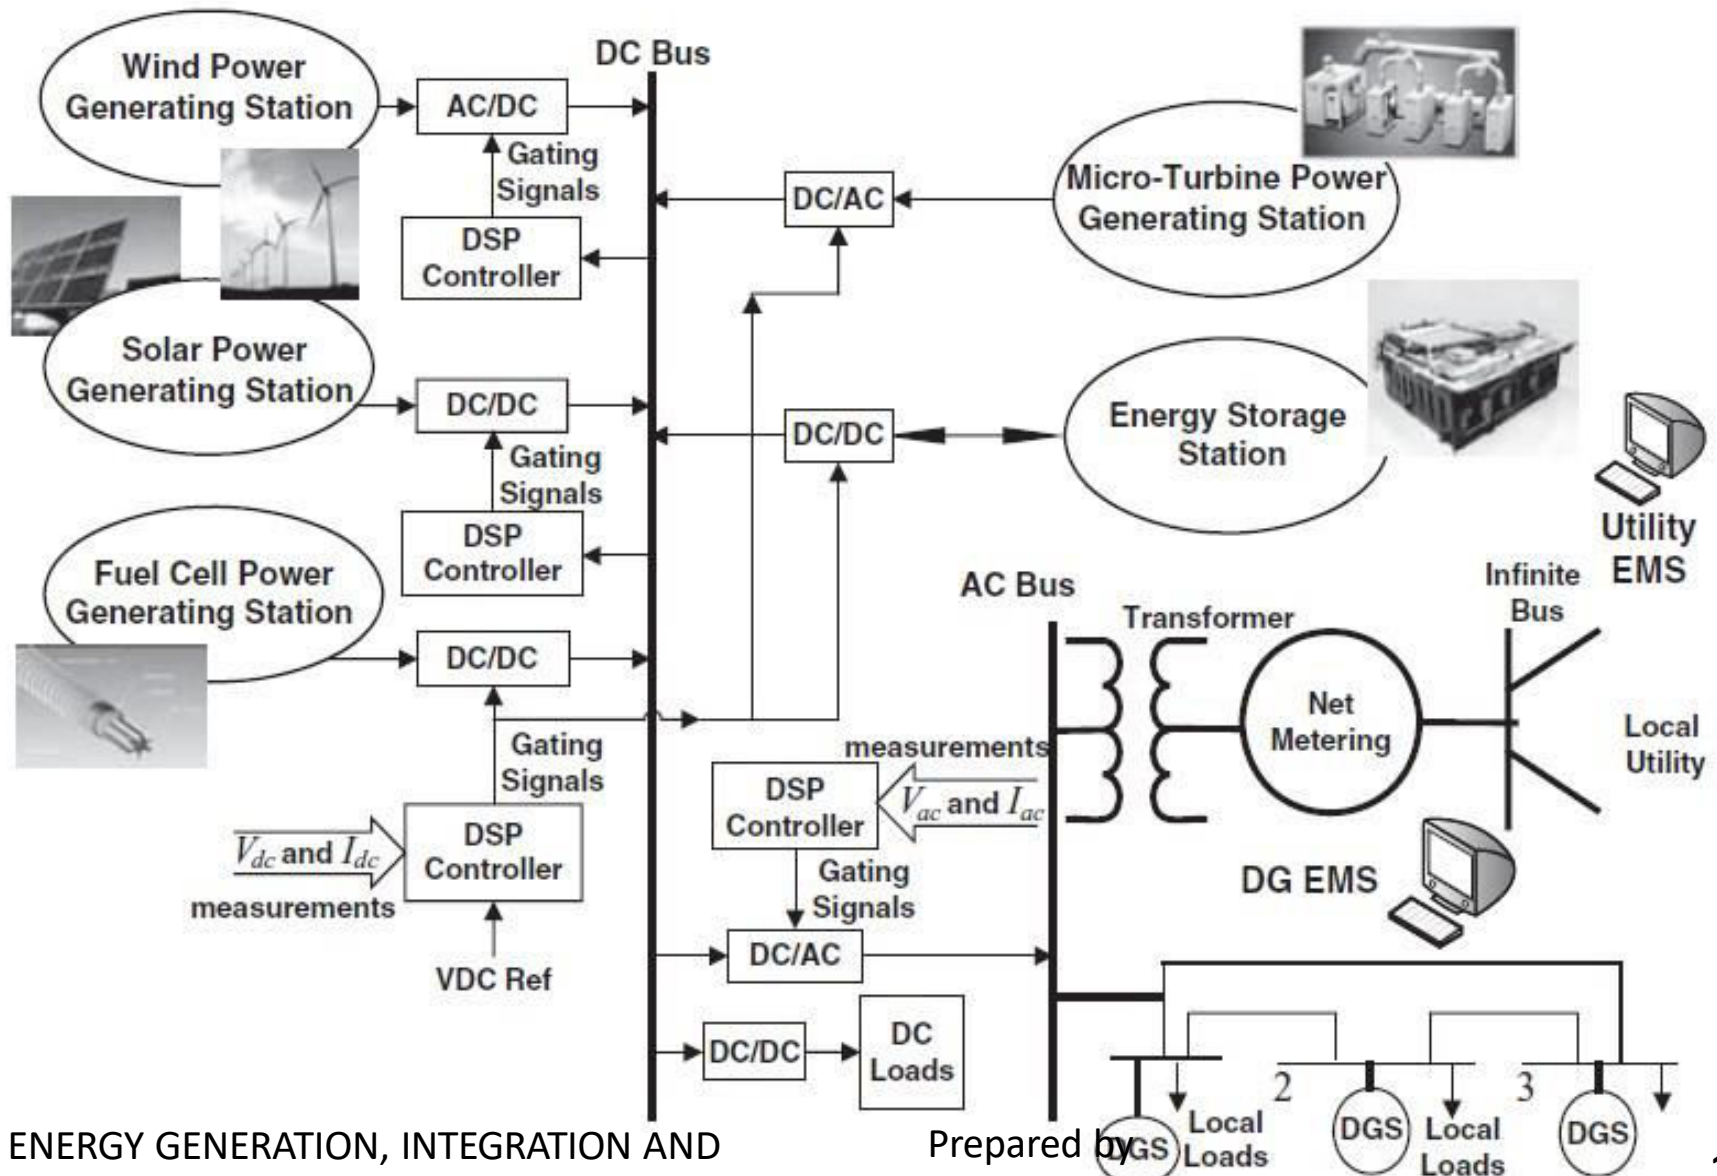 DC Bus
Wind Power
Generating Station
AC/DC
Gating
Signals
DSP
Controller
Micro-Turbine Power
Generating Station
DC/AC
Solar Power
Generating Station
DC/DC
Gating
Signals
DSP
Controller
DC/DC
Energy Storage
Station
Utility
EMS
Fuel Cell Power
Generating Station
DC/DC
Gating
Signals
DSP
Controller
Vdc and Idc
measurements
VDC Ref
AC Bus
Transformer
Infinite
Bus
Net
Metering
Local
Utility
measurements
Vac and Iac
DSP
Controller
Gating
Signals
DC/AC
DG EMS
DC/DC
DC
Loads
2
3
DGS
Local
Loads
DGS
Local
Loads
DGS
ENERGY GENERATION, INTEGRATION AND
Prepared by